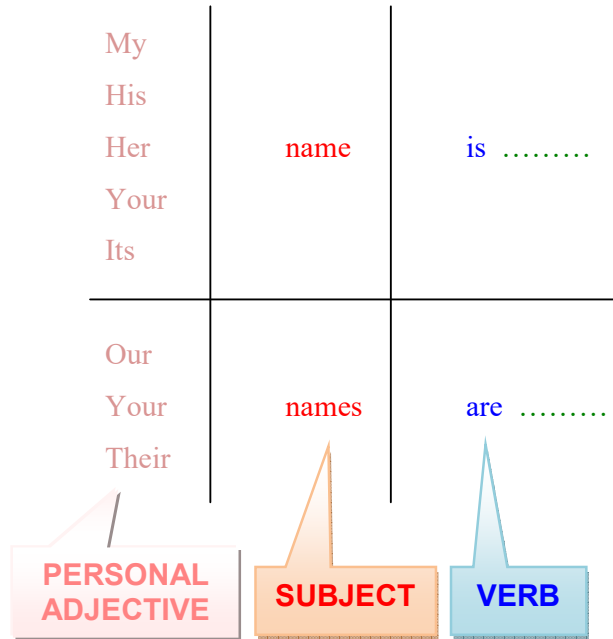 My
His
Her name is .........
Your
Its
Our
Your names are .........
Their
PERSONAL
ADJECTIVE
SUBJECT
VERB